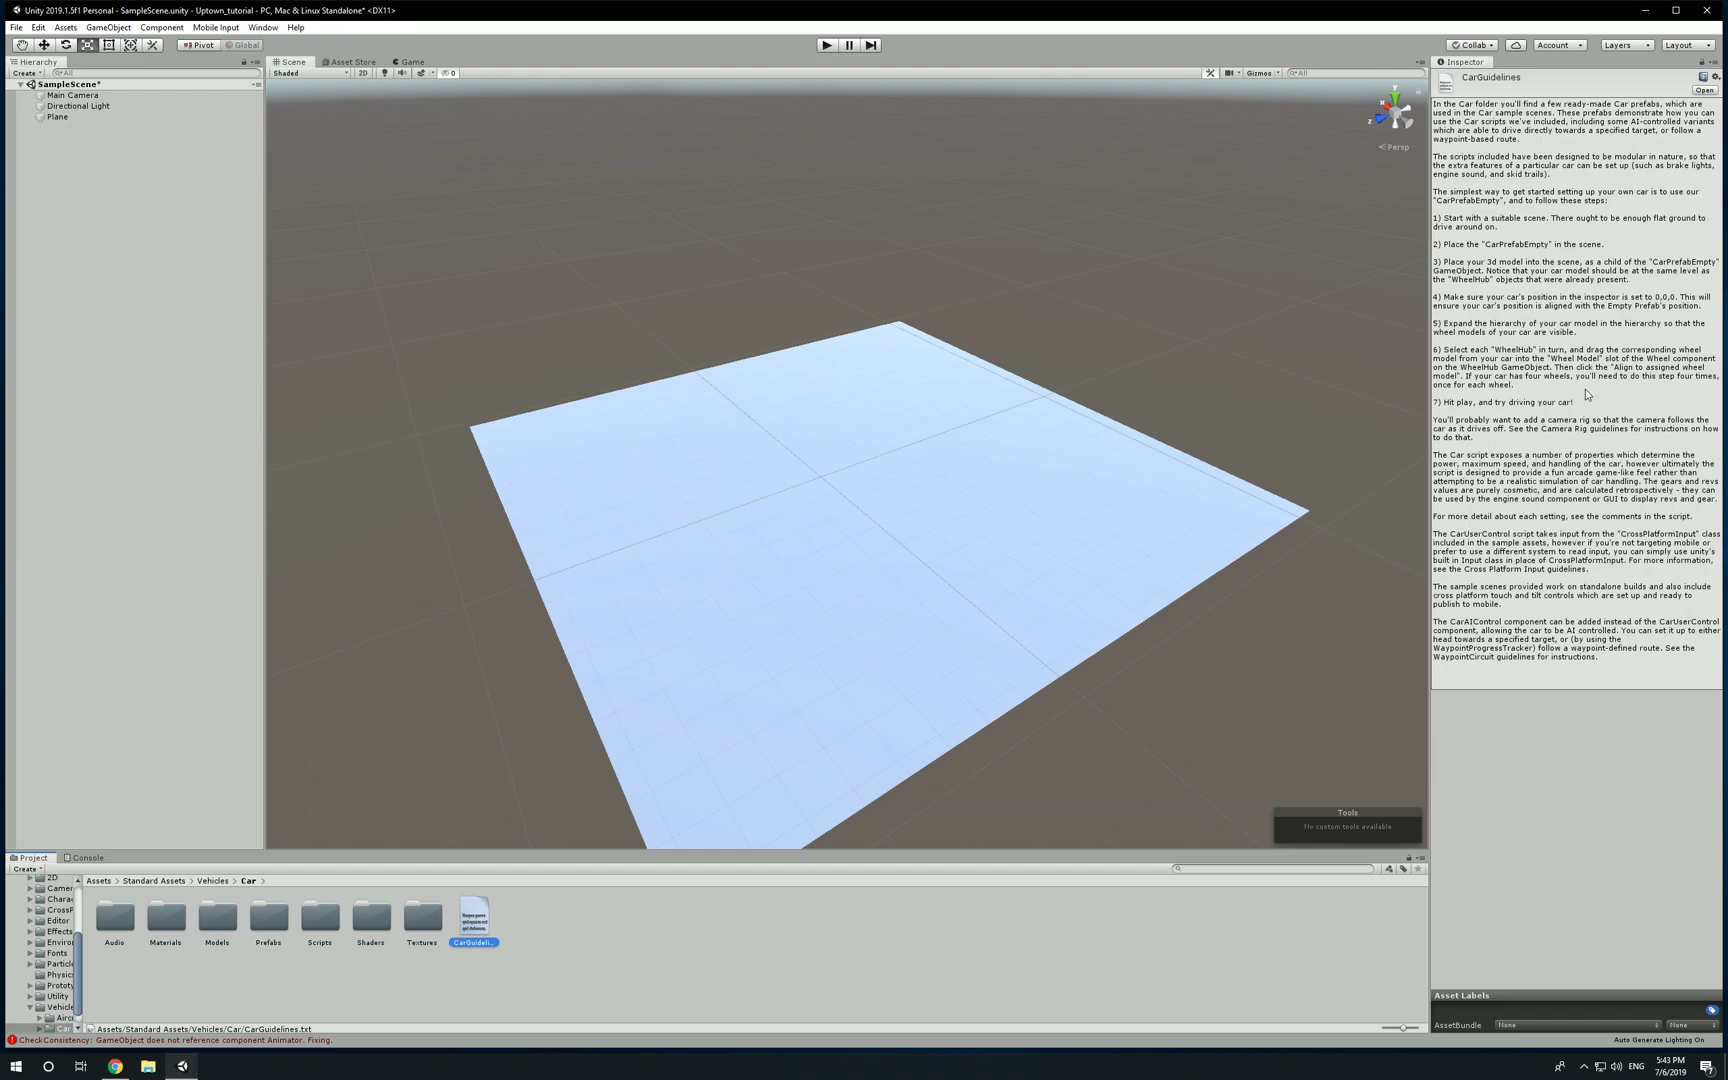 Unity 2019.1.5f1 Personal - SampleScene.unity - Uptown_tutorial - PC, Mac & Linux Standalone* <DX11>
File Edit Assets GameObject Component Mobile Input Window Help
Pivot Global
Collab Account Layers Layout
Hierarchy
Create All
SampleScene*
Main Camera
Directional Light
Plane
Scene Asset Store Game
Shaded 2D 0 Gizmos All
y
x
z
Persp
Tools
No custom tools available
Inspector
CarGuidelines
Open
In the Car folder you'll find a few ready-made Car prefabs, which are
used in the Car sample scenes. These prefabs demonstrate how you can
use the Car scripts we've included, including some AI-controlled variants
which are able to drive directly towards a specified target, or follow a
waypoint-based route.
The scripts included have been designed to be modular in nature, so that
the extra features of a particular car can be set up (such as brake lights,
engine sound, and skid trails).
The simplest way to get started setting up your own car is to use our
"CarPrefabEmpty", and to follow these steps:
1) Start with a suitable scene. There ought to be enough flat ground to
drive around on.
2) Place the "CarPrefabEmpty" in the scene.
3) Place your 3d model into the scene, as a child of the "CarPrefabEmpty"
GameObject. Notice that your car model should be at the same level as
the "WheelHub" objects that were already present.
4) Make sure your car's position in the inspector is set to 0,0,0. This will
ensure your car's position is aligned with the Empty Prefab's position.
5) Expand the hierarchy of your car model in the hierarchy so that the
wheel models of your car are visible.
6) Select each "WheelHub" in turn, and drag the corresponding wheel
model from your car into the "Wheel Model" slot of the Wheel component
on the WheelHub GameObject. Then click the "Align to assigned wheel
model". If your car has four wheels, you'll need to do this step four times,
once for each wheel.
7) Hit play, and try driving your car!
You'll probably want to add a camera rig so that the camera follows the
car as it drives off. See the Camera Rig guidelines for instructions on how
to do that.
The Car script exposes a number of properties which determine the
power, maximum speed, and handling of the car, however ultimately the
script is designed to provide a fun arcade game-like feel rather than
attempting to be a realistic simulation of car handling. The gears and revs
values are purely cosmetic, and are calculated retrospectively - they can
be used by the engine sound component or GUI to display revs and gear.
For more detail about each setting, see the comments in the script.
The CarUserControl script takes input from the "CrossPlatformInput" class
included in the sample assets, however if you're not targeting mobile or
prefer to use a different system to read input, you can simply use unity's
built in Input class in place of CrossPlatformInput. For more information,
see the Cross Platform Input guidelines.
The sample scenes provided work on standalone builds and also include
cross platform touch and tilt controls which are set up and ready to
publish to mobile.
The CarAIControl component can be added instead of the CarUserControl
component, allowing the car to be AI controlled. You can set it up to either
head towards a specified target, or (by using the
WaypointProgressTracker) follow a waypoint-defined route. See the
WaypointCircuit guidelines for instructions.
Asset Labels
AssetBundle None None
Auto Generate Lighting On
Project Console
Create
2D
Camer
Charac
CrossP
Editor
Effects
Enviro
Fonts
Particle
Physics
Prototy
Utility
Vehicle
Airc
Car
Assets > Standard Assets > Vehicles > Car >
Audio Materials Models Prefabs Scripts Shaders Textures CarGuideli...
Assets/Standard Assets/Vehicles/Car/CarGuidelines.txt
CheckConsistency: GameObject does not reference component Animator. Fixing.
ENG
5:43 PM
7/6/2019